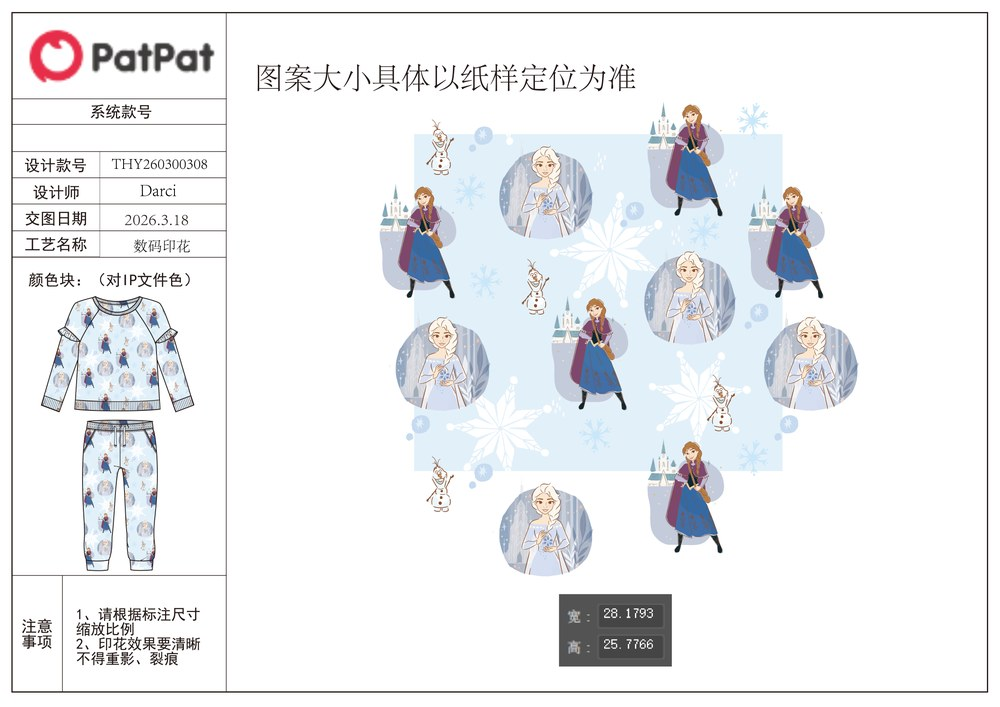 PatPat
图案大小具体以纸样定位为准
系统款号
设计款号 THY260300308
设计师 Darci
交图日期 2026.3.18
工艺名称 数码印花
颜色块：（对IP文件色）
注意事项
1、请根据标注尺寸
缩放比例
2、印花效果要清晰
不得重影、裂痕
宽： 28.1793
高： 25.7766